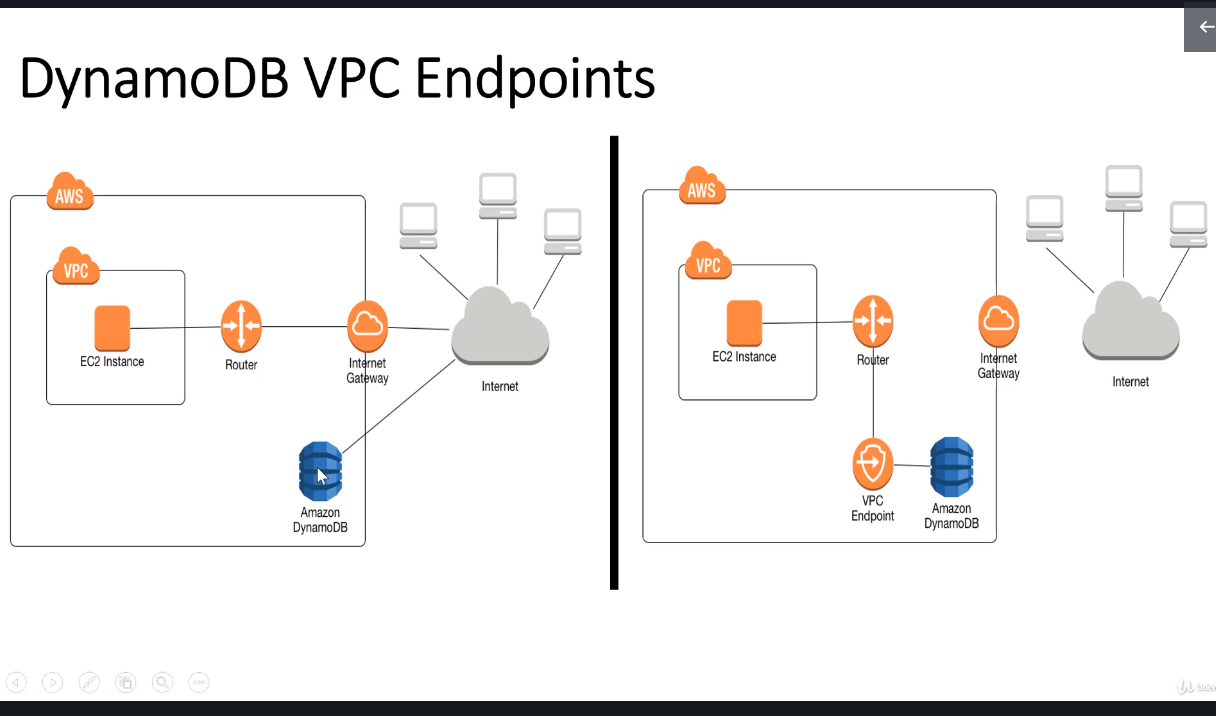 DynamoDB VPC Endpoints
AWS
VPC
EC2 Instance
Router
Internet
Gateway
Internet
Amazon
DynamoDB
AWS
VPC
EC2 Instance
Router
Internet
Gateway
Internet
VPC
Endpoint
Amazon
DynamoDB